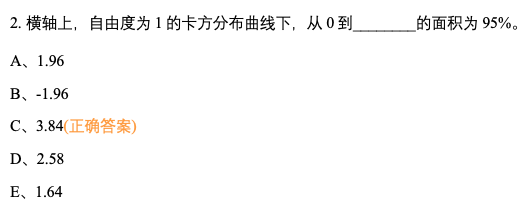 2. 横轴上，自由度为 1 的卡方分布曲线下，从 0 到________的面积为 95%。
A、1.96
B、-1.96
C、3.84(正确答案)
D、2.58
E、1.64